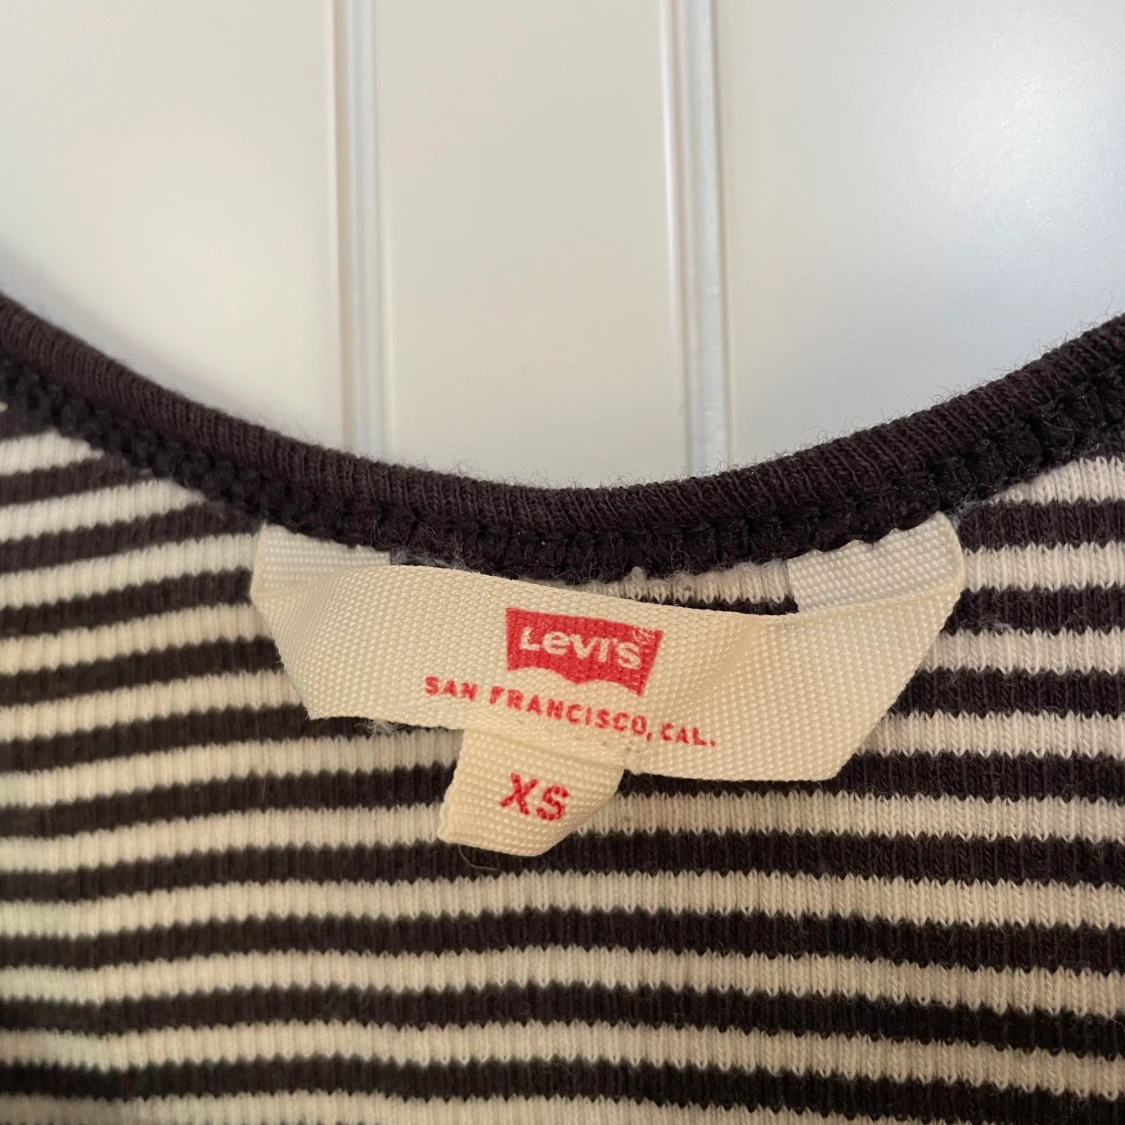 Levi's
SAN FRANCISCO, CAL.
XS